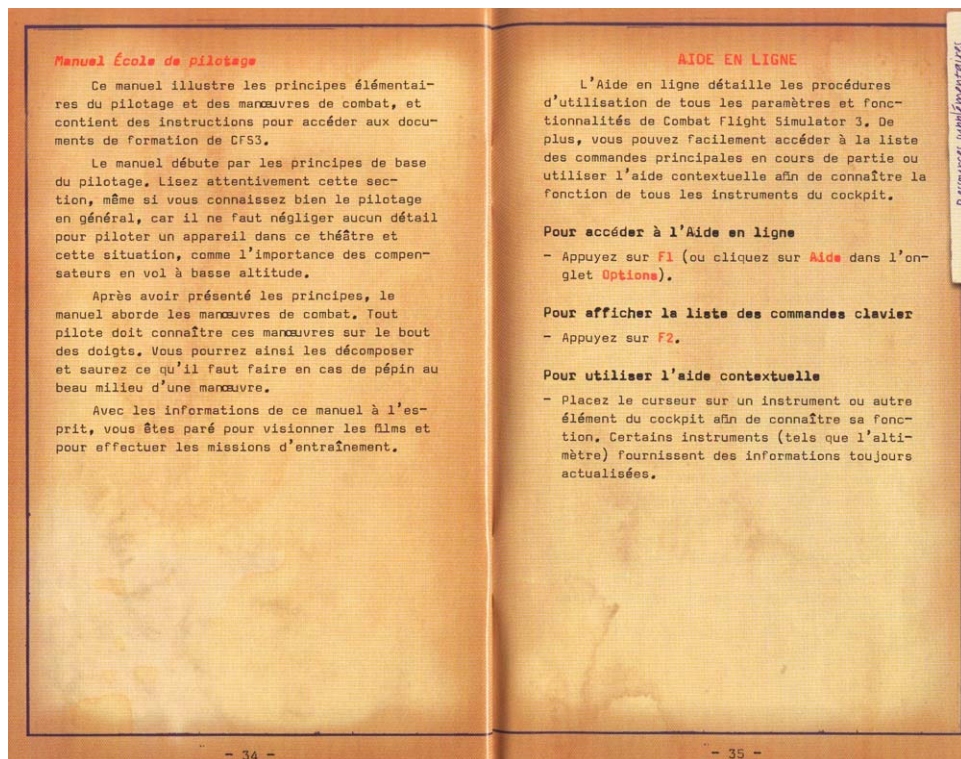 Manuel École de pilotage
Ce manuel illustre les principes élémentai-
res du pilotage et des manœuvres de combat, et
contient des instructions pour accéder aux docu-
ments de formation de CFS3.
Le manuel débute par les principes de base
du pilotage. Lisez attentivement cette sec-
tion, même si vous connaissez bien le pilotage
en général, car il ne faut négliger aucun détail
pour piloter un appareil dans ce théâtre et
cette situation, comme l'importance des compen-
sateurs en vol à basse altitude.
Après avoir présenté les principes, le
manuel aborde les manœuvres de combat. Tout
pilote doit connaître ces manœuvres sur le bout
des doigts. Vous pourrez ainsi les décomposer
et saurez ce qu'il faut faire en cas de pépin au
beau milieu d'une manœuvre.
Avec les informations de ce manuel à l'es-
prit, vous êtes paré pour visionner les films et
pour effectuer les missions d'entraînement.
- 34 -
AIDE EN LIGNE
L'Aide en ligne détaille les procédures
d'utilisation de tous les paramètres et fonc-
tionnalités de Combat Flight Simulator 3. De
plus, vous pouvez facilement accéder à la liste
des commandes principales en cours de partie ou
utiliser l'aide contextuelle afin de connaître la
fonction de tous les instruments du cockpit.
Pour accéder à l'Aide en ligne
- Appuyez sur F1 (ou cliquez sur Aide dans l'on-
glet Options).
Pour afficher la liste des commandes clavier
- Appuyez sur F2.
Pour utiliser l'aide contextuelle
- Placez le curseur sur un instrument ou autre
élément du cockpit afin de connaître sa fonc-
tion. Certains instruments (tels que l'alti-
mètre) fournissent des informations toujours
actualisées.
- 35 -
supplémentaires